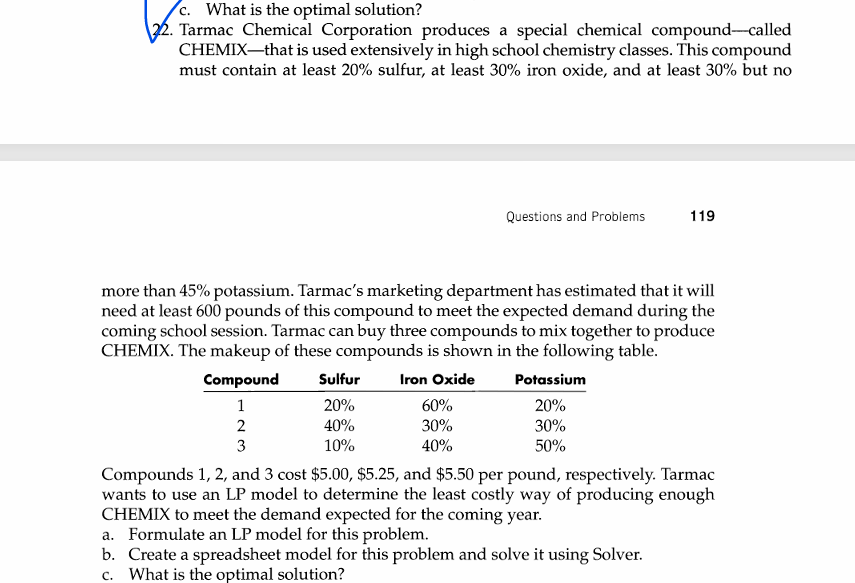 c. What is the optimal solution?
22. Tarmac Chemical Corporation produces a special chemical compound—called
CHEMIX—that is used extensively in high school chemistry classes. This compound
must contain at least 20% sulfur, at least 30% iron oxide, and at least 30% but no
Questions and Problems 119
more than 45% potassium. Tarmac's marketing department has estimated that it will
need at least 600 pounds of this compound to meet the expected demand during the
coming school session. Tarmac can buy three compounds to mix together to produce
CHEMIX. The makeup of these compounds is shown in the following table.
Compound Sulfur Iron Oxide Potassium
1 20% 60% 20%
2 40% 30% 30%
3 10% 40% 50%
Compounds 1, 2, and 3 cost $5.00, $5.25, and $5.50 per pound, respectively. Tarmac
wants to use an LP model to determine the least costly way of producing enough
CHEMIX to meet the demand expected for the coming year.
a. Formulate an LP model for this problem.
b. Create a spreadsheet model for this problem and solve it using Solver.
c. What is the optimal solution?